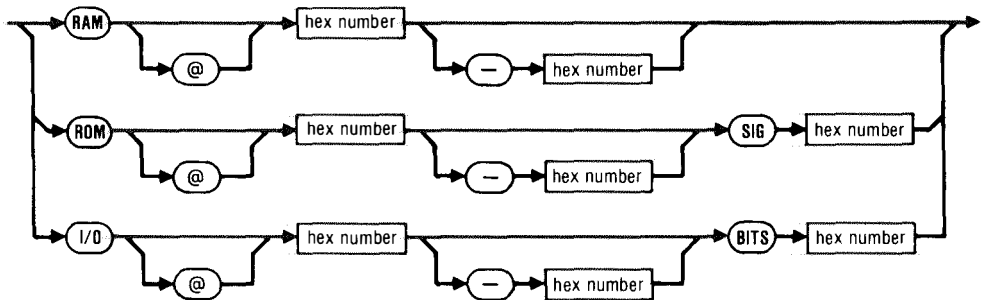 RAM hex number
@ — hex number
ROM hex number SIG hex number
@ — hex number
I/O hex number BITS hex number
@ — hex number